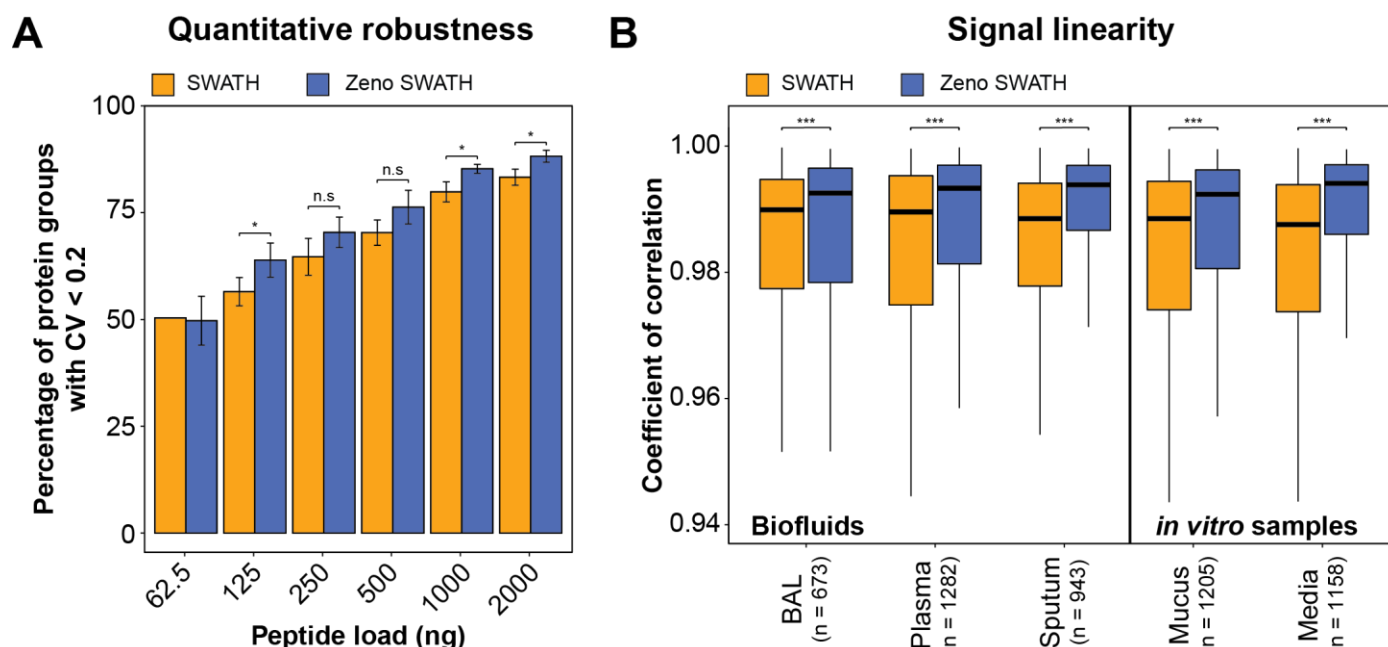 A
Quantitative robustness
SWATH
Zeno SWATH
Percentage of protein groups
with CV < 0.2
100
75
50
25
0
*
n.s
n.s
*
*
62.5
125
250
500
1000
2000
Peptide load (ng)
B
Signal linearity
SWATH
Zeno SWATH
Coefficient of correlation
1.00
0.98
0.96
0.94
***
***
***
***
***
Biofluids
in vitro samples
BAL
(n = 673)
Plasma
n = 1282)
Sputum
(n = 943)
Mucus
n = 1205)
Media
n = 1158)